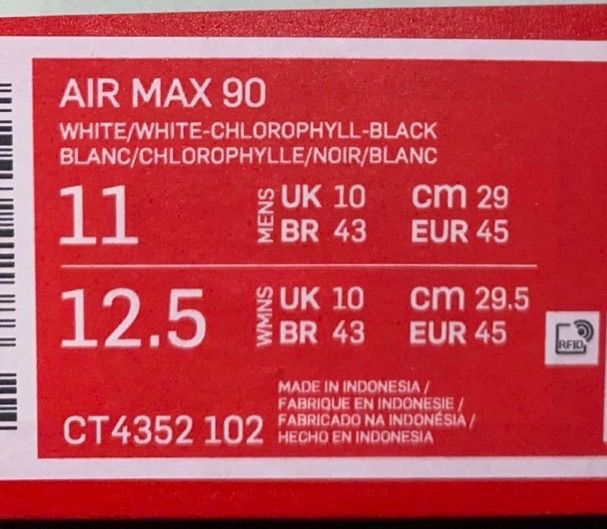 AIR MAX 90
WHITE/WHITE-CHLOROPHYLL-BLACK
BLANC/CHLOROPHYLLE/NOIR/BLANC
11 MENS UK 10 cm 29
BR 43 EUR 45
12.5 WMNS UK 10 cm 29.5
BR 43 EUR 45
RFID
MADE IN INDONESIA /
FABRIQUE EN INDONESIE /
FABRICADO NA INDONÉSIA /
HECHO EN INDONESIA
CT4352 102